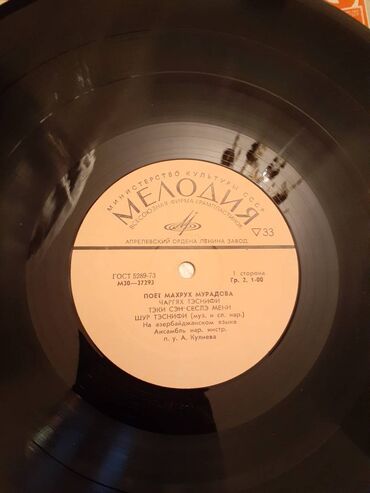 МИНИСТЕРСТВО КУЛЬТУРЫ СССР
МЕЛОДИЯ
ВСЕСОЮЗНАЯ ФИРМА ГРАМПЛАСТИНОК
▽33
АПРЕЛЕВСКИЙ ОРДЕНА ЛЕНИНА ЗАВОД
ГОСТ 5289-73
М30—37293
1 сторона
Гр. 2. 1-00
ПОЕТ МАХРУХ МУРАДОВА
ЧАРГЯХ ТЭСНИФИ
ТЭКИ СЭН СЕСЛЭ МЕНИ
ШУР ТЭСНИФИ (муз. и сл. нар.)
На азербайджанском языке
Ансамбль нар. инстр.
п. у. А. Кулиева